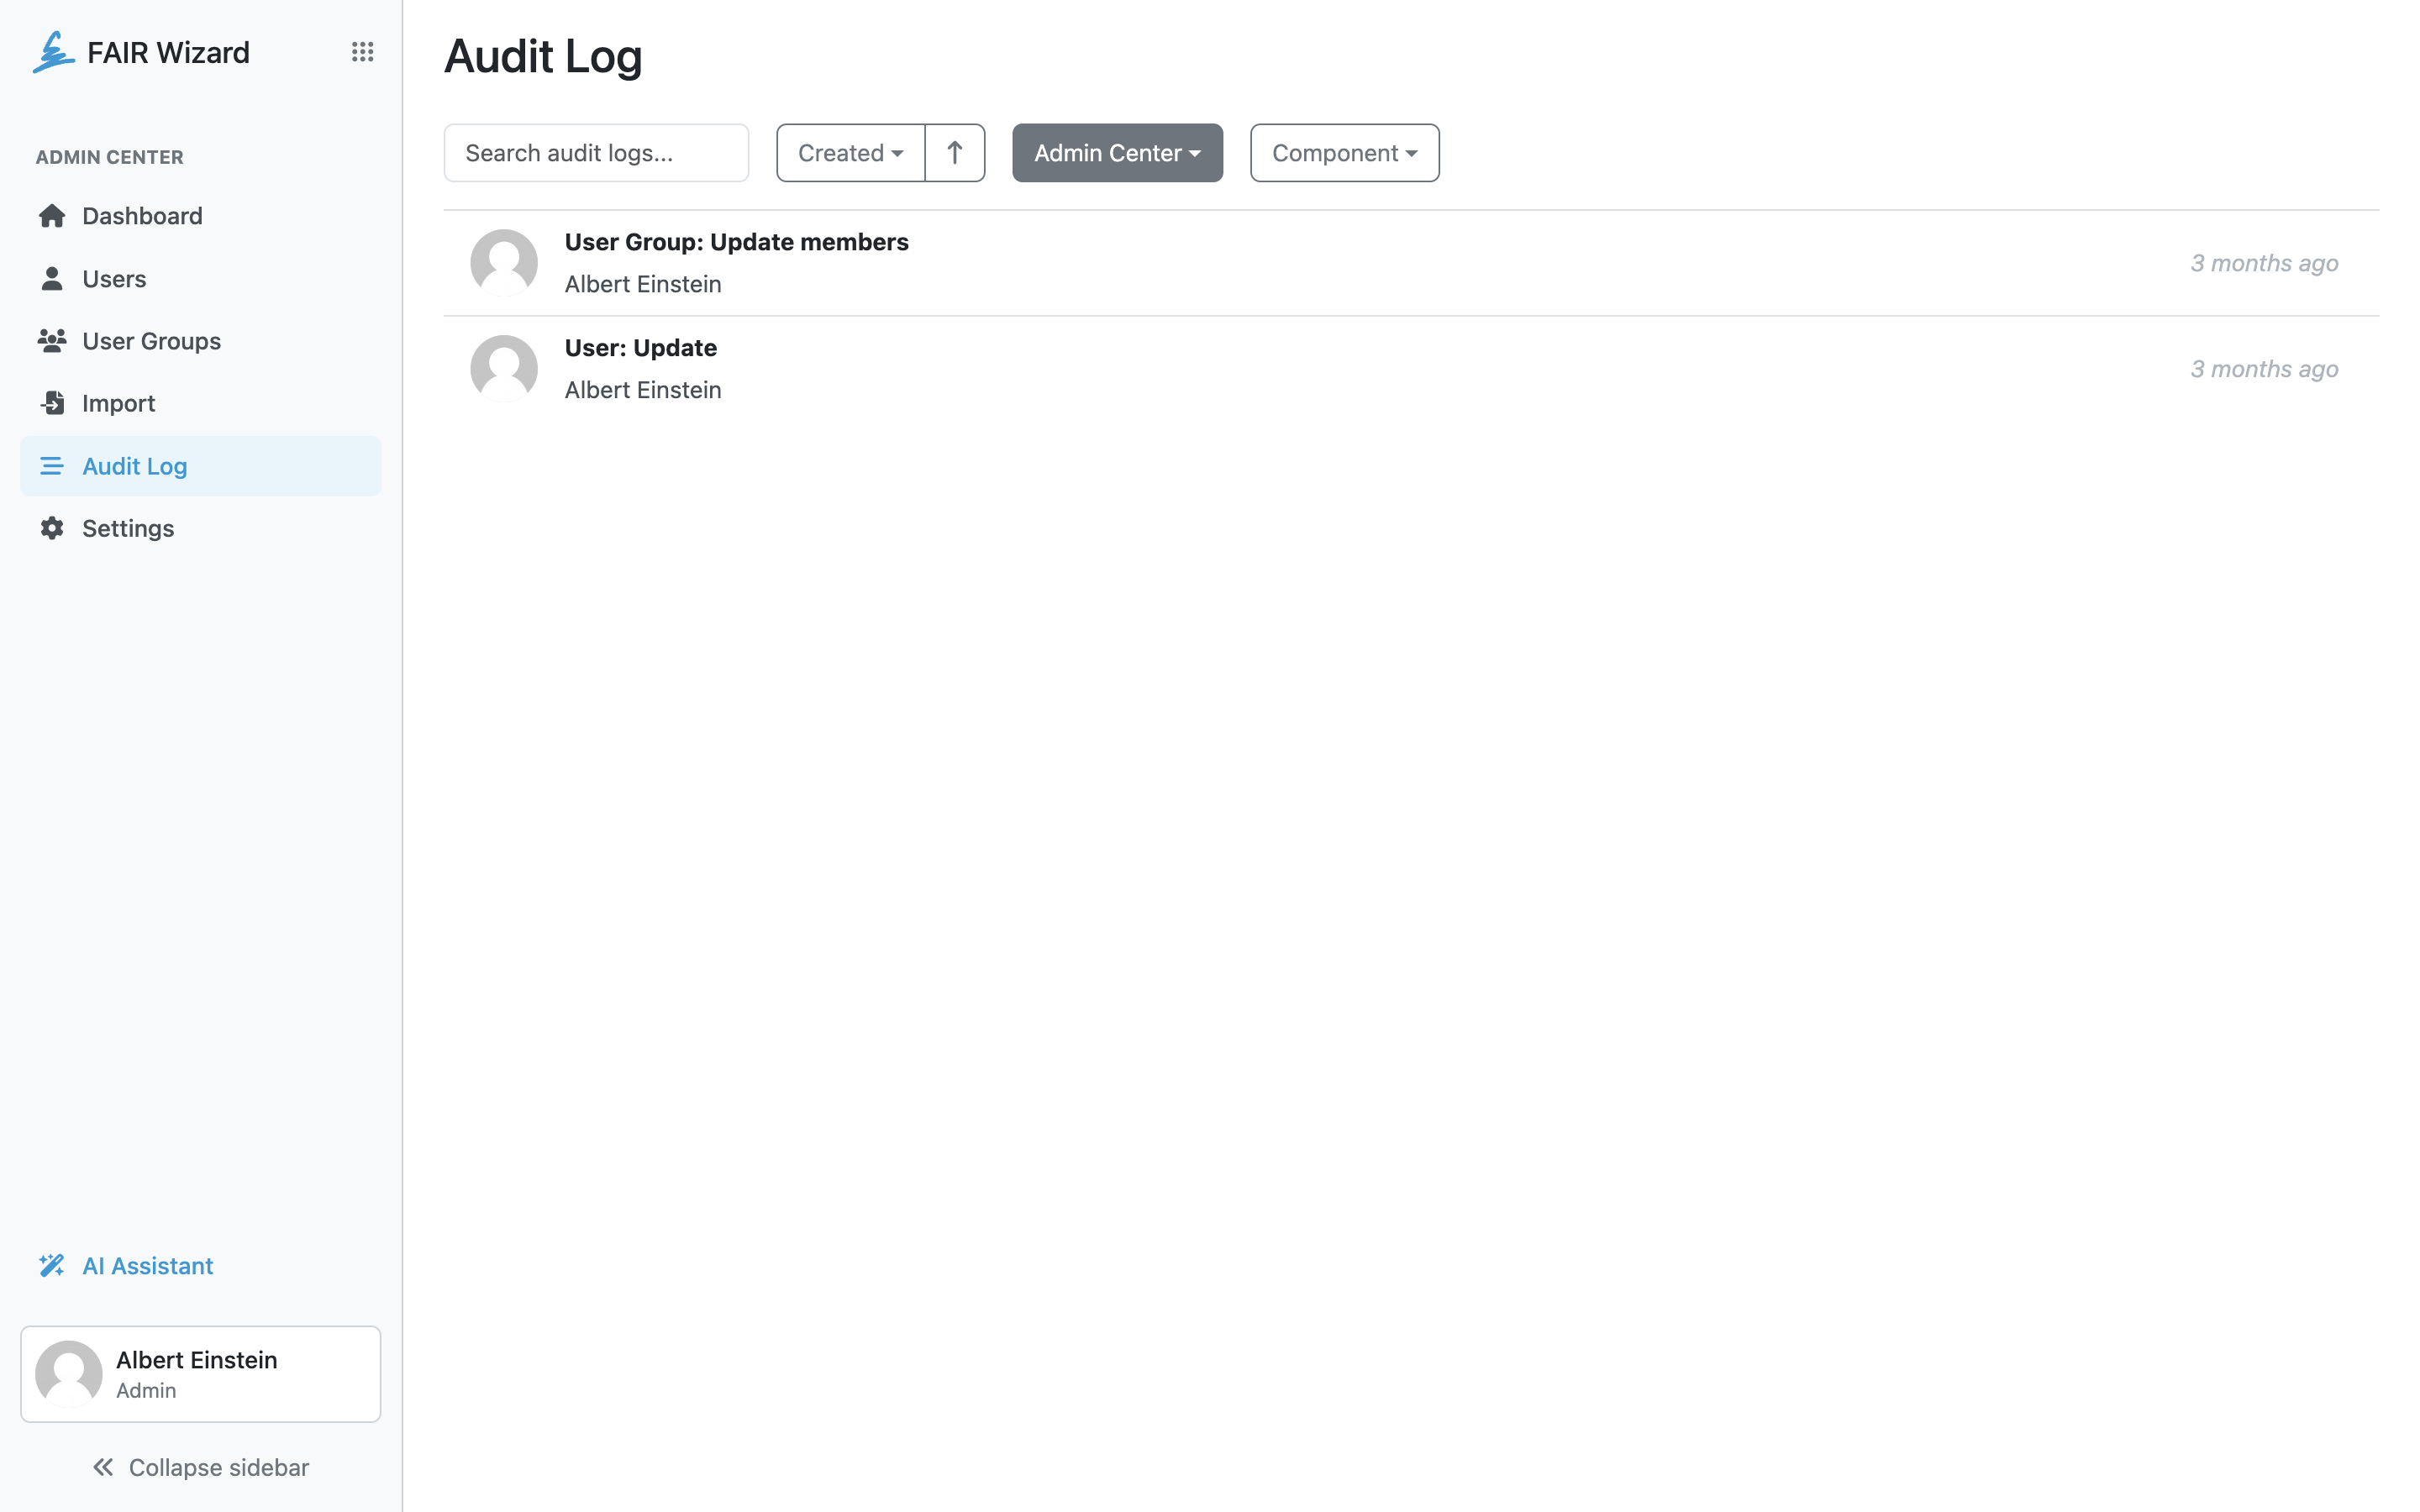 FAIR Wizard
ADMIN CENTER
Dashboard
Users
User Groups
Import
Audit Log
Settings
AI Assistant
Albert Einstein
Admin
Collapse sidebar
Audit Log
Search audit logs...
Created
Admin Center
Component
User Group: Update members
Albert Einstein
3 months ago
User: Update
Albert Einstein
3 months ago